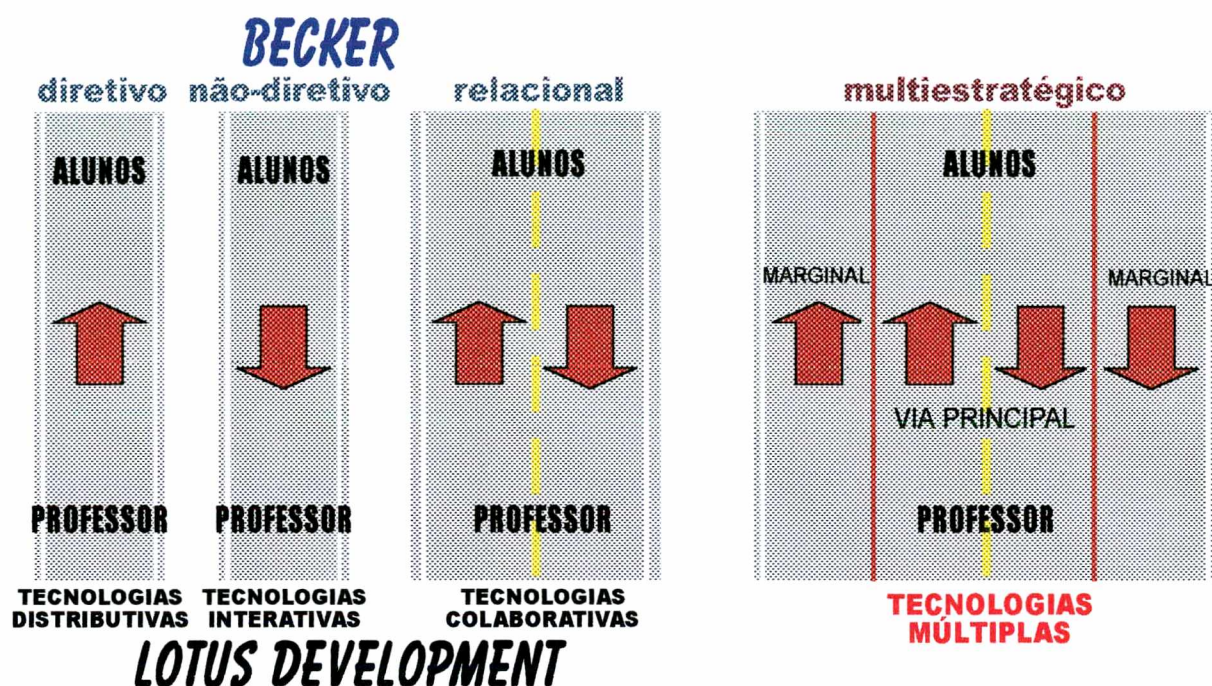 BECKER
diretivo não-diretivo relacional multiestratégico
ALUNOS ALUNOS ALUNOS ALUNOS
MARGINAL MARGINAL
VIA PRINCIPAL
PROFESSOR PROFESSOR PROFESSOR PROFESSOR
TECNOLOGIAS DISTRIBUTIVAS
TECNOLOGIAS INTERATIVAS
TECNOLOGIAS COLABORATIVAS
TECNOLOGIAS MÚLTIPLAS
LOTUS DEVELOPMENT